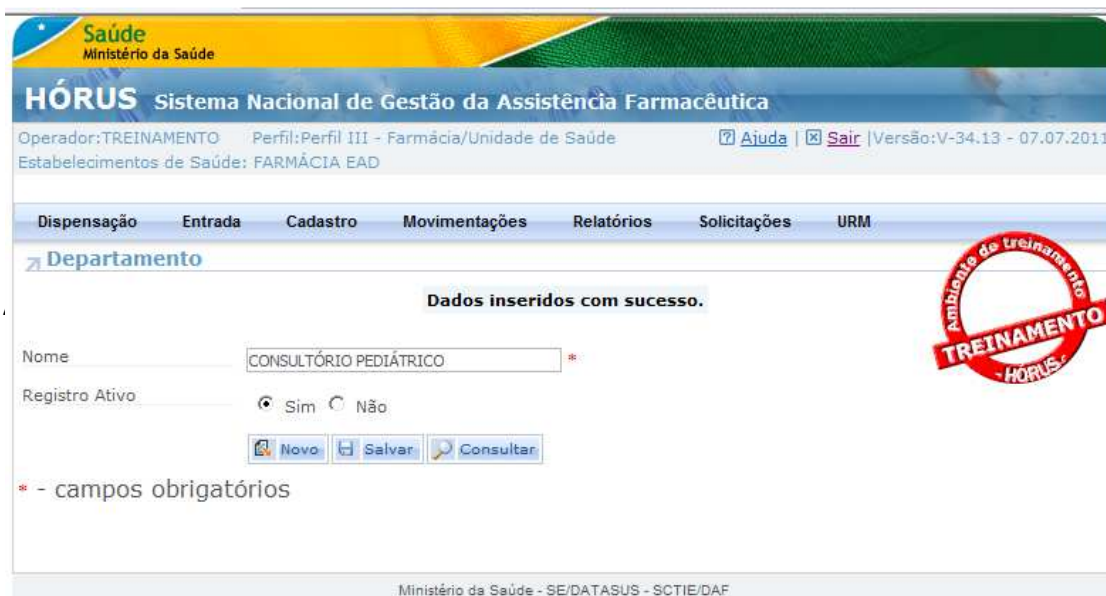 Saúde
Ministério da Saúde
HÓRUS Sistema Nacional de Gestão da Assistência Farmacêutica
Operador:TREINAMENTO Perfil:Perfil III - Farmácia/Unidade de Saúde Ajuda | Sair |Versão:V-34.13 - 07.07.2011
Estabelecimentos de Saúde: FARMÁCIA EAD
Dispensação Entrada Cadastro Movimentações Relatórios Solicitações URM
Departamento
Ambiente de treinamento
TREINAMENTO
- HÓRUS -
Dados inseridos com sucesso.
Nome CONSULTÓRIO PEDIÁTRICO *
Registro Ativo Sim Não
Novo Salvar Consultar
* - campos obrigatórios
Ministério da Saúde - SE/DATASUS - SCTIE/DAF